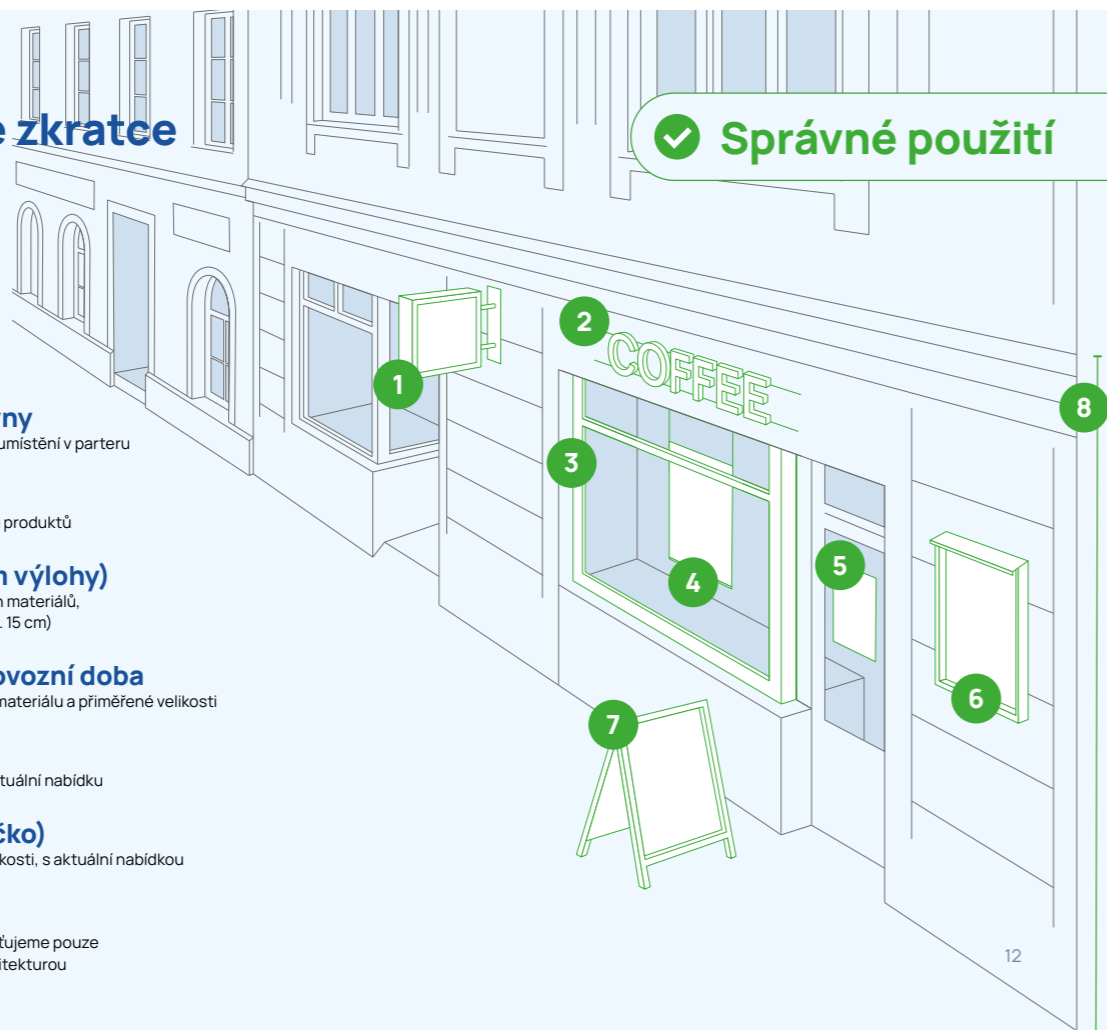 e zkratce
Správné použití
vny
umístění v parteru
produktů
výlohy)
materiálů,
. 15 cm)
ovozní doba
materiálu a přiměřené velikosti
tuální nabídku
čko)
kosti, s aktuální nabídkou
ťujeme pouze
itekturou
1
2
COFFEE
3
4
5
6
7
8
12